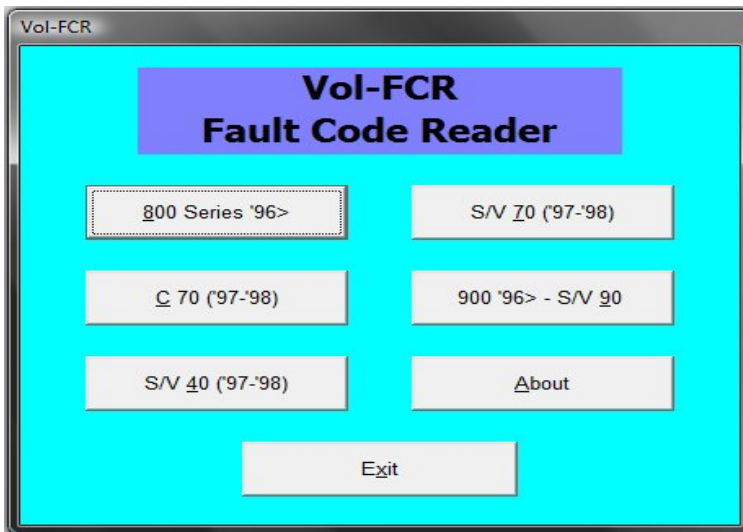 Vol-FCR
Vol-FCR
Fault Code Reader
800 Series '96>
S/V 70 ('97-'98)
C 70 ('97-'98)
900 '96> - S/V 90
S/V 40 ('97-'98)
About
Exit